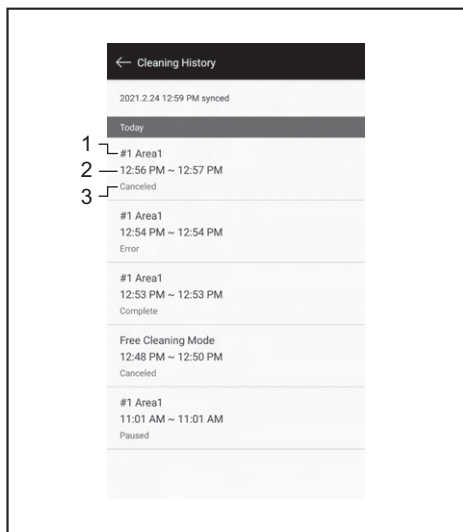 ← Cleaning History
2021.2.24 12:59 PM synced
Today
1
#1 Area1
2
12:56 PM ~ 12:57 PM
3
Canceled
#1 Area1
12:54 PM ~ 12:54 PM
Error
#1 Area1
12:53 PM ~ 12:53 PM
Complete
Free Cleaning Mode
12:48 PM ~ 12:50 PM
Canceled
#1 Area1
11:01 AM ~ 11:01 AM
Paused